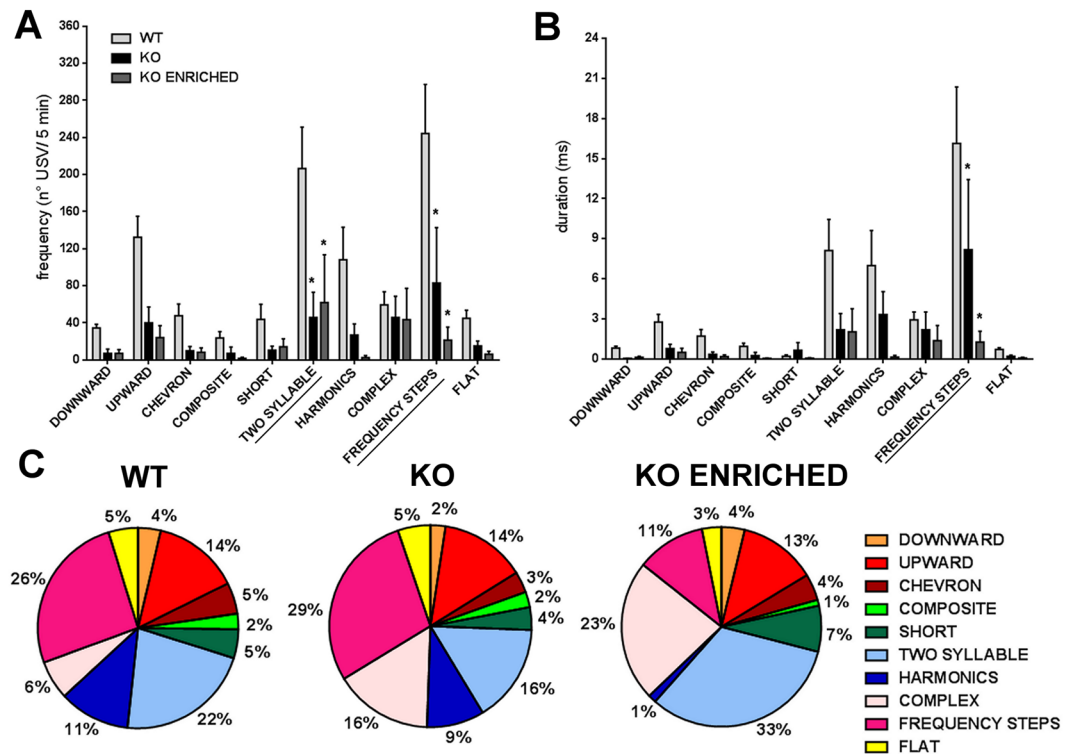 A
frequency (n° USV/ 5 min)
360
320
280
240
200
160
120
80
40
0
WT
KO
KO ENRICHED
*
*
*
*
DOWNWARD
UPWARD
CHEVRON
COMPOSITE
SHORT
TWO SYLLABLE
HARMONICS
COMPLEX
FREQUENCY STEPS
FLAT
B
duration (ms)
24
21
18
15
12
9
6
3
0
*
*
DOWNWARD
UPWARD
CHEVRON
COMPOSITE
SHORT
TWO SYLLABLE
HARMONICS
COMPLEX
FREQUENCY STEPS
FLAT
C
WT
5%
4%
14%
5%
2%
5%
22%
11%
6%
26%
KO
5%
2%
14%
3%
2%
4%
16%
9%
16%
29%
KO ENRICHED
3%
4%
13%
4%
1%
7%
33%
1%
23%
11%
DOWNWARD
UPWARD
CHEVRON
COMPOSITE
SHORT
TWO SYLLABLE
HARMONICS
COMPLEX
FREQUENCY STEPS
FLAT